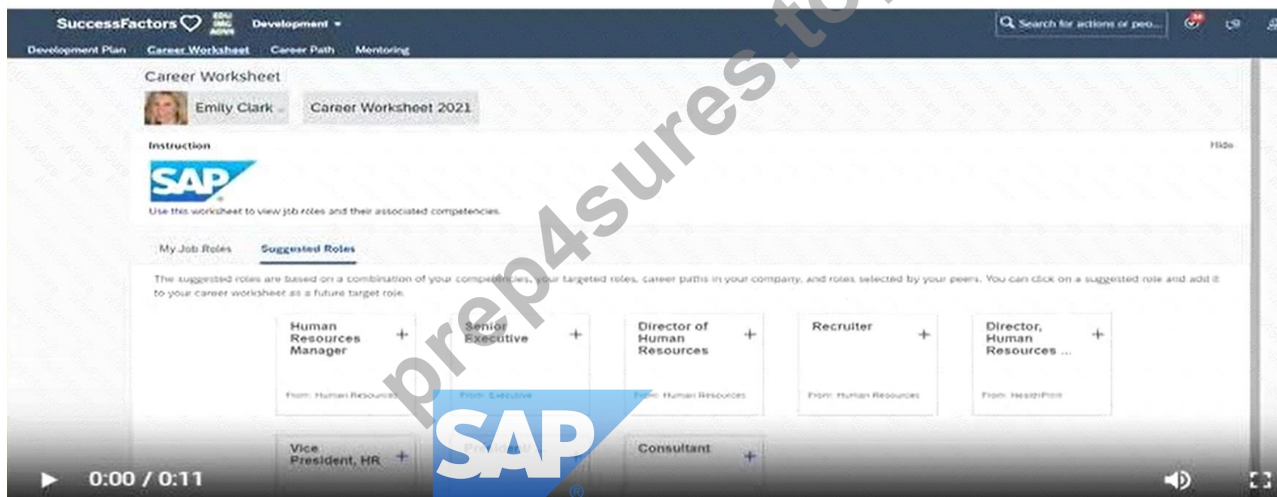 SuccessFactors EDU IMG ADMN Development
Search for actions or peo...
Development Plan Career Worksheet Career Path Mentoring
Career Worksheet
Emily Clark
Career Worksheet 2021
Instruction
Hide
SAP
Use this worksheet to view job roles and their associated competencies.
My Job Roles Suggested Roles
The suggested roles are based on a combination of your competencies, your targeted roles, career paths in your company, and roles selected by your peers. You can click on a suggested role and add it
to your career worksheet as a future target role.
Human
Resources
Manager
+
From: Human Resources
Senior
Executive
+
From: Executive
Director of
Human
Resources
+
From: Human Resources
Recruiter
+
From: Human Resources
Director,
Human
Resources ...
+
From: HealthPoint
Vice
President, HR
+
President
+
Consultant
+
SAP
®
0:00 / 0:11
prep4sures.to